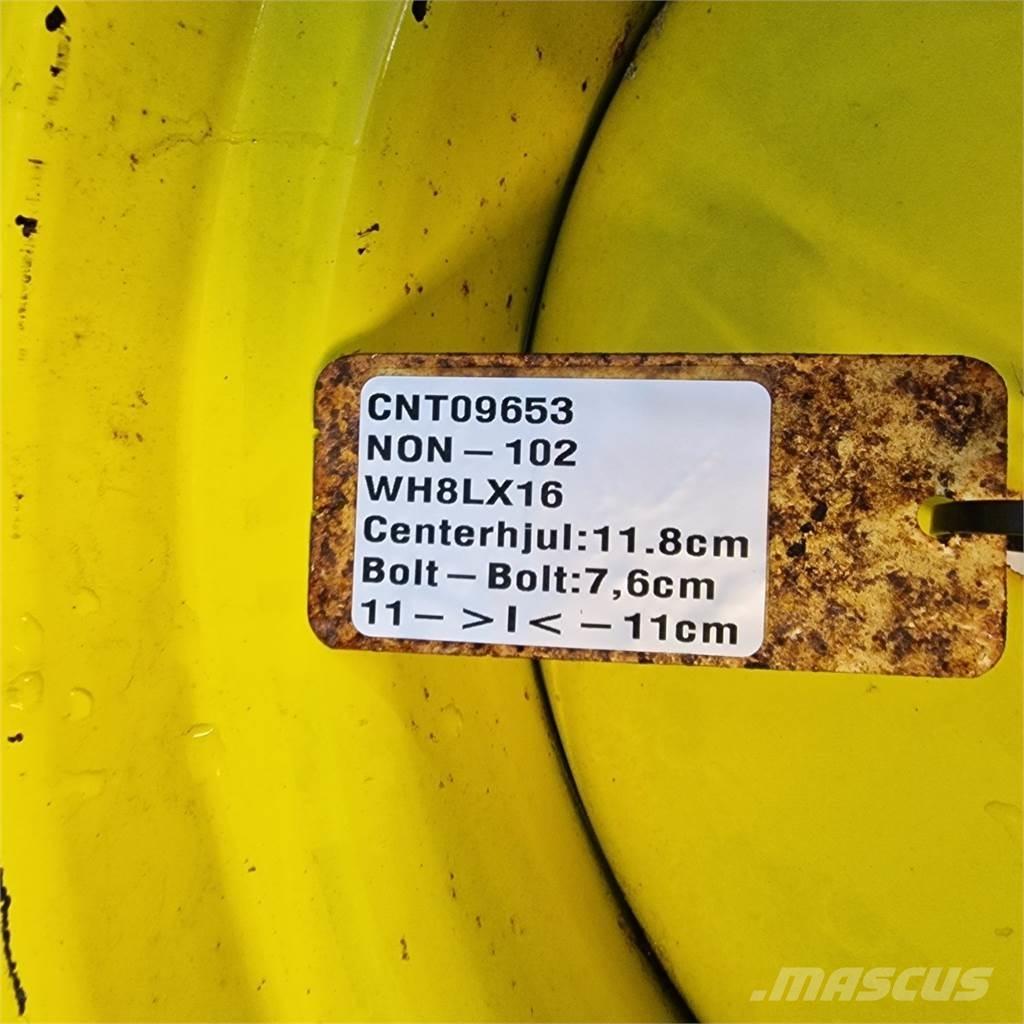 CNT09653
NON – 102
WH8LX16
Centerhjul:11.8cm
Bolt – Bolt:7,6cm
11 – > I < – 11cm
.MASCUS